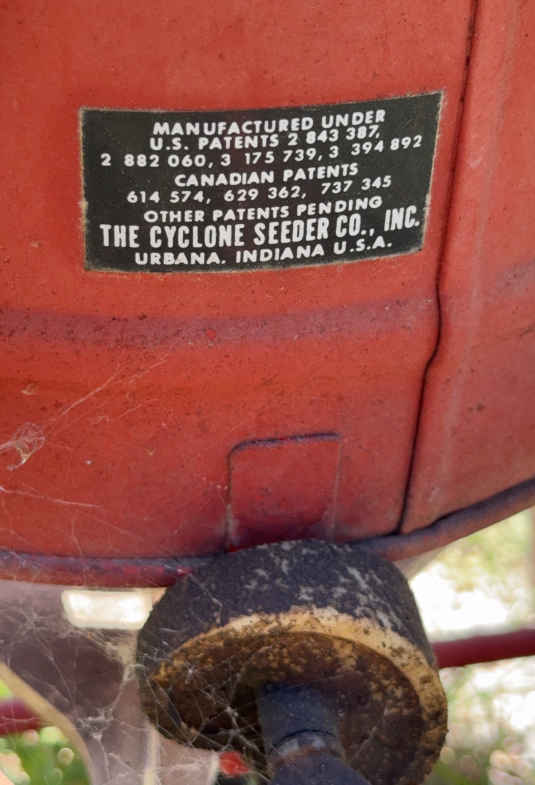 MANUFACTURED UNDER
U.S. PATENTS 2 843 387,
2 882 060, 3 175 739, 3 394 892
CANADIAN PATENTS
614 574, 629 362, 737 345
OTHER PATENTS PENDING
THE CYCLONE SEEDER CO., INC.
URBANA, INDIANA U.S.A.